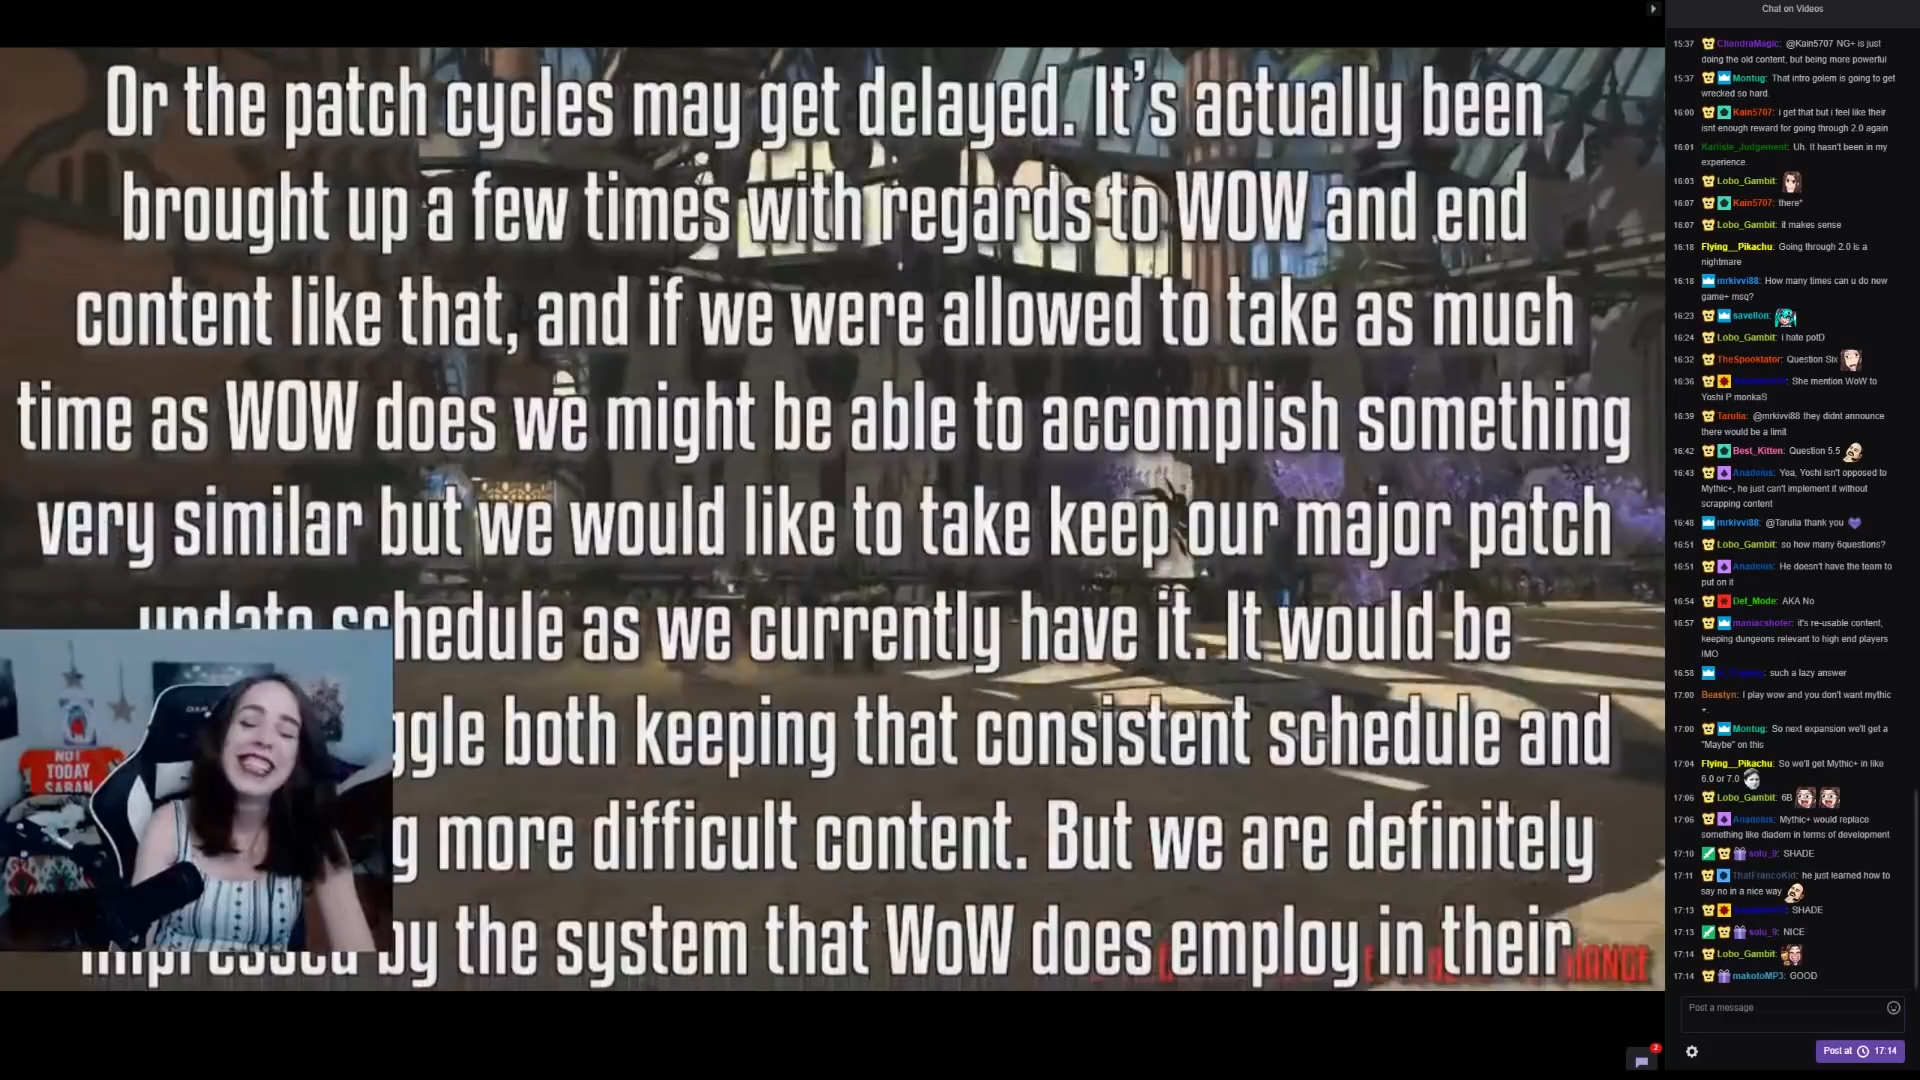 Or the patch cycles may get delayed. It's actually been
brought up a few times with regards to WOW and end
content like that, and if we were allowed to take as much
time as WOW does we might be able to accomplish something
very similar but we would like to take keep our major patch
update schedule as we currently have it. It would be
ggle both keeping that consistent schedule and
g more difficult content. But we are definitely
impressed by the system that WoW does employ in their
HANGE
NOT
TODAY
SATAN
Chat on Videos
15:37 ChandraMagic: @Kain5707 NG+ is just
doing the old content, but being more powerful
15:37 Montug: That intro golem is going to get
wrecked so hard.
16:00 Kain5707: i get that but i feel like their
isnt enough reward for going through 2.0 again
16:01 Karlisle_Judgement: Uh. It hasn't been in my
experience.
16:03 Lobo_Gambit:
16:07 Kain5707: there*
16:07 Lobo_Gambit: it makes sense
16:18 Flying__Pikachu: Going through 2.0 is a
nightmare
16:18 mrkivvi88: How many times can u do new
game+ msq?
16:23 savellon:
16:24 Lobo_Gambit: i hate potD
16:32 TheSpooktator: Question Six
16:36 She mention WoW to
Yoshi P monkaS
16:39 Tarulia: @mrkivvi88 they didnt announce
there would be a limit
16:42 Best_Kitten: Question 5.5
16:43 Anadeius: Yea, Yoshi isn't opposed to
Mythic+, he just can't implement it without
scrapping content
16:48 mrkivvi88: @Tarulia thank you
16:51 Lobo_Gambit: so how many 6questions?
16:51 Anadeius: He doesn't have the team to
put on it
16:54 Def_Mode: AKA No
16:57 maniacshoter: it's re-usable content,
keeping dungeons relevant to high end players
IMO
16:58 such a lazy answer
17:00 Beastyn: I play wow and you don't want mythic
+.
17:00 Montug: So next expansion we'll get a
"Maybe" on this
17:04 Flying__Pikachu: So we'll get Mythic+ in like
6.0 or 7.0
17:06 Lobo_Gambit: 6B
17:06 Anadeius: Mythic+ would replace
something like diadem in terms of development
17:10 solu_9: SHADE
17:11 ThatFrancoKid: he just learned how to
say no in a nice way
17:13 SHADE
17:13 solu_9: NICE
17:14 Lobo_Gambit:
17:14 makotoMP3: GOOD
Post a message
2
Post at 17:14